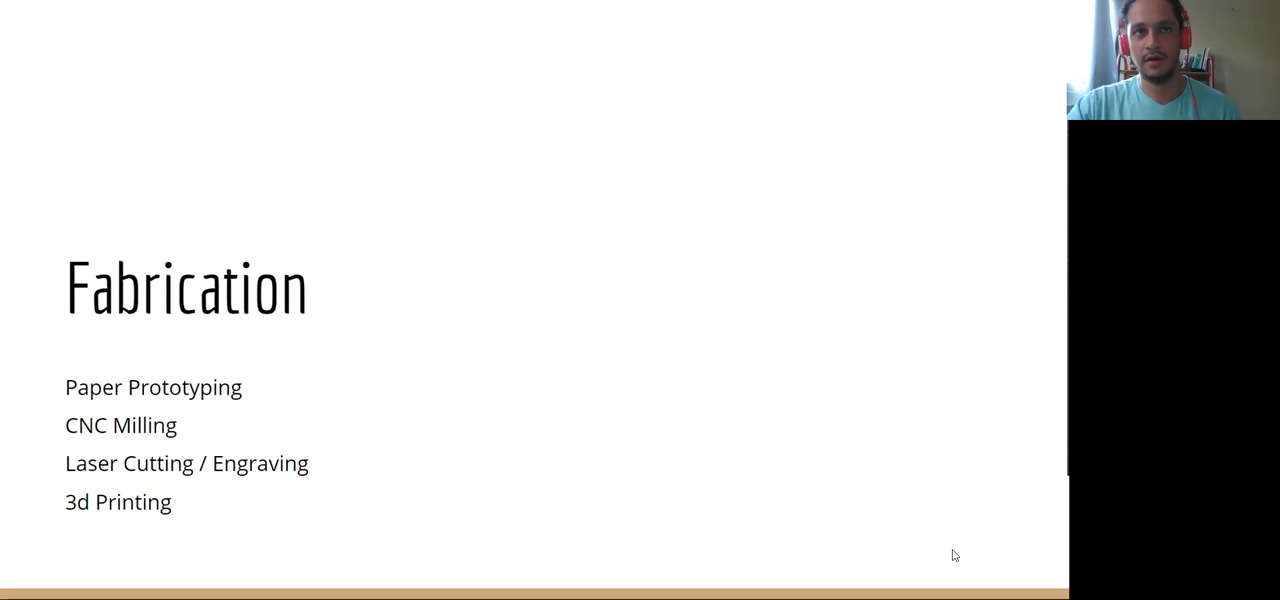 Fabrication
Paper Prototyping
CNC Milling
Laser Cutting / Engraving
3d Printing